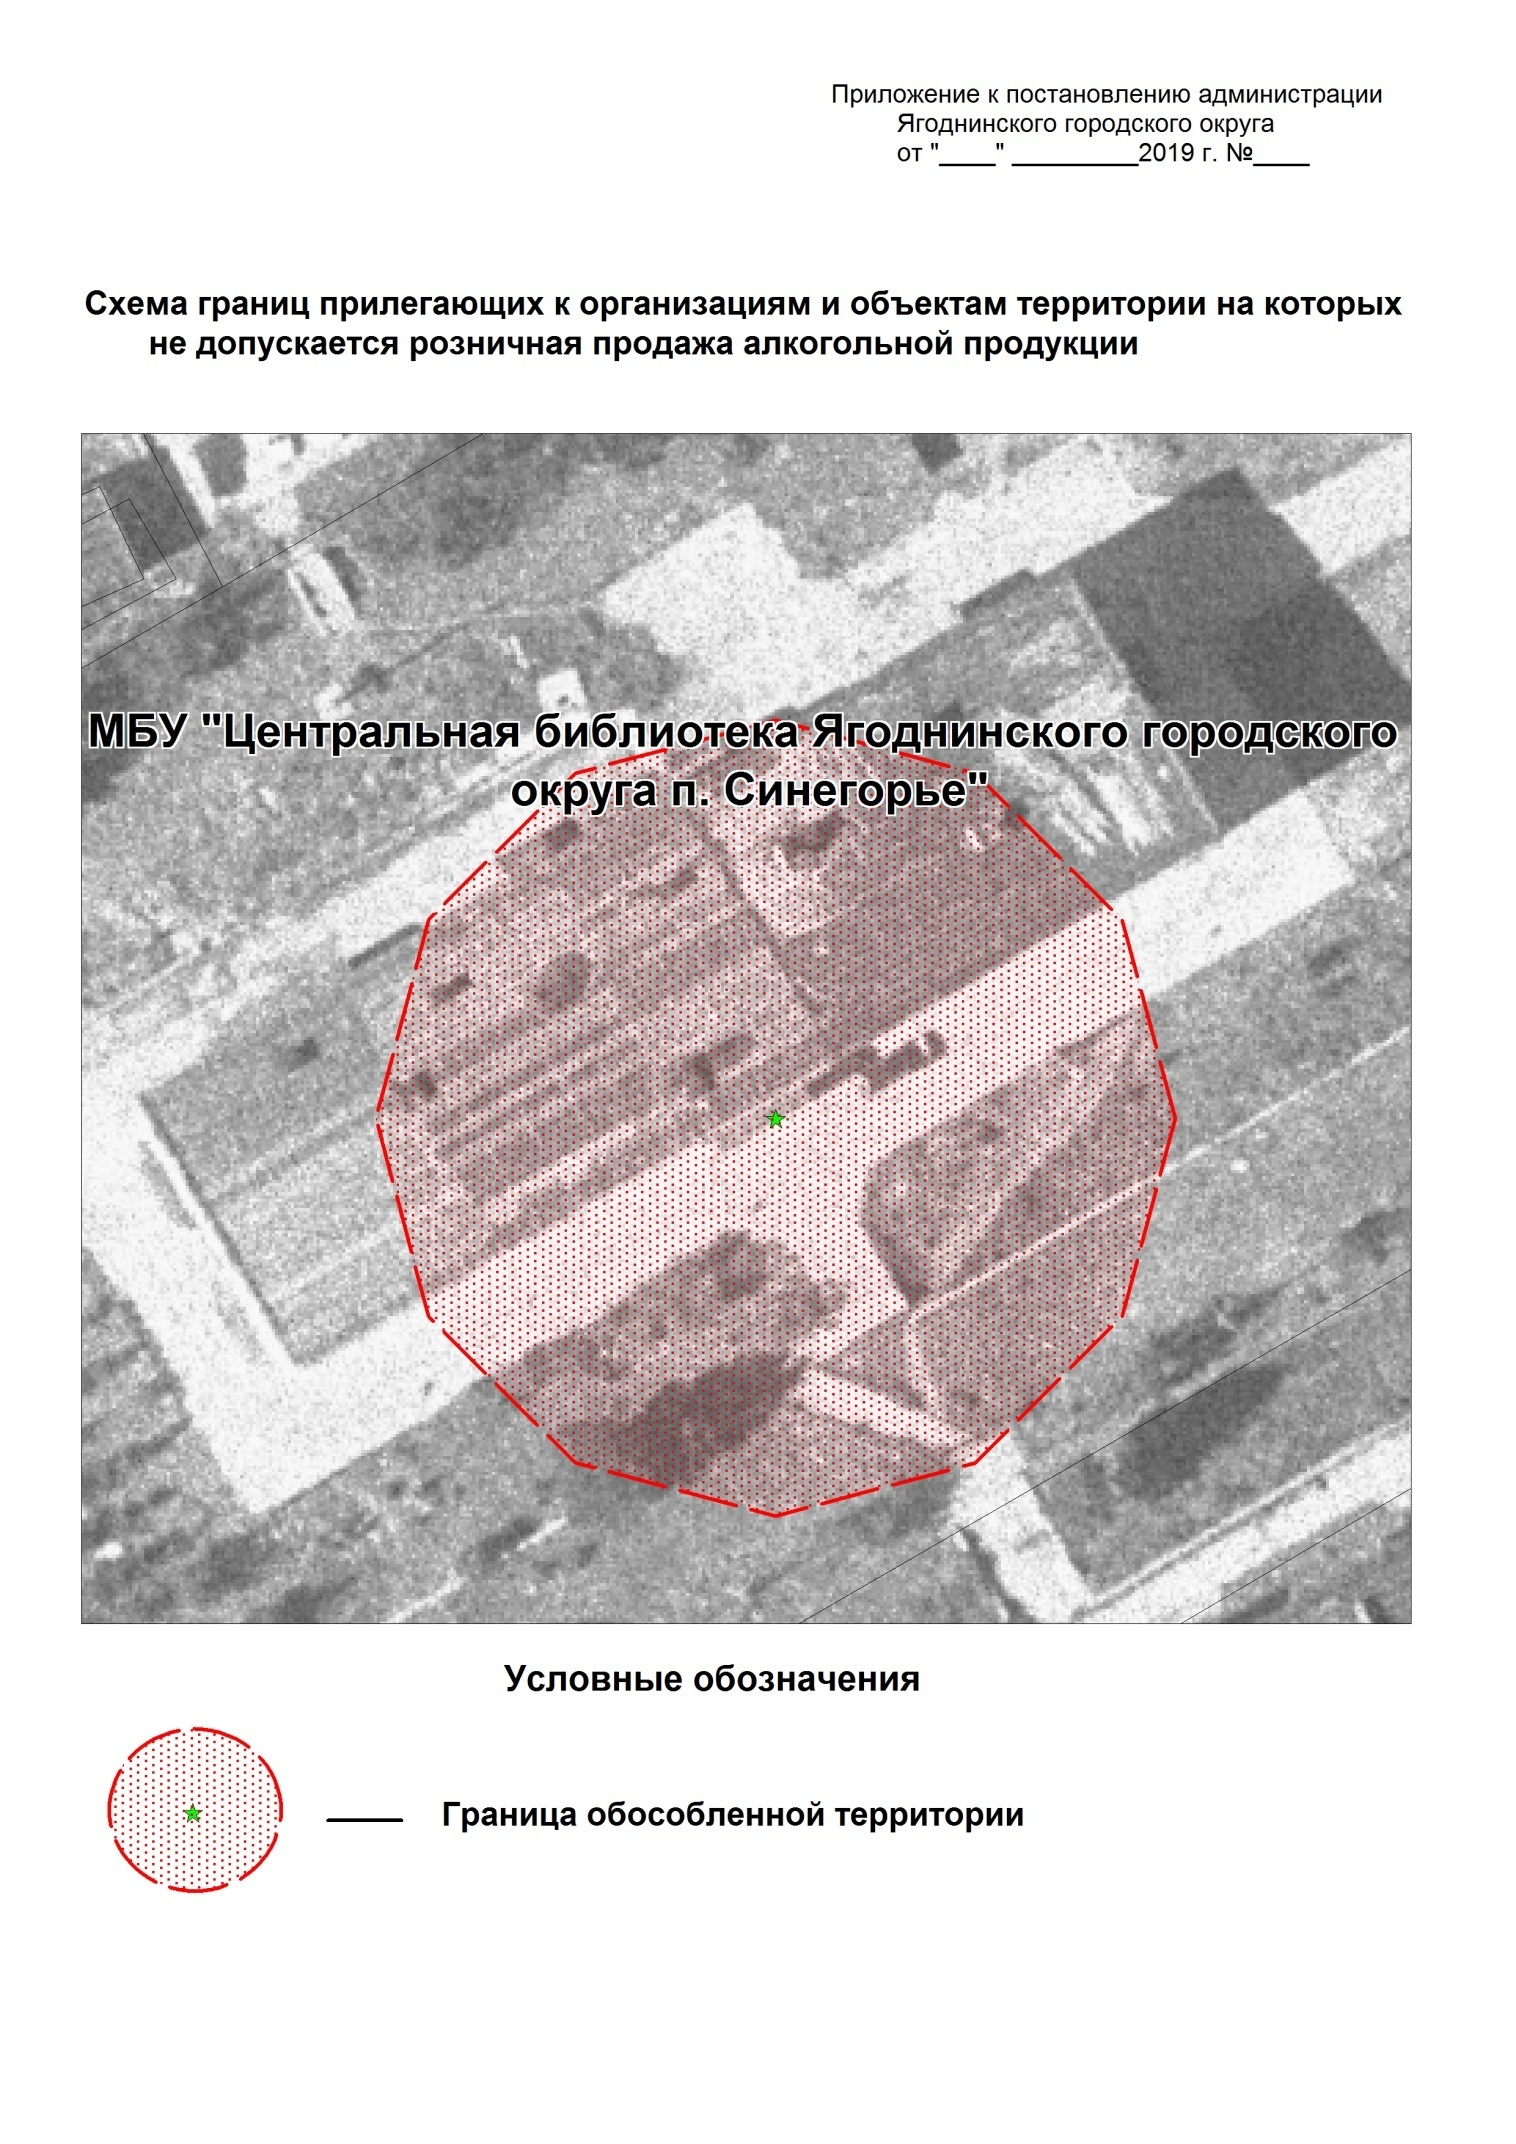 Приложение к постановлению администрации
Ягоднинского городского округа
от "____" _________2019 г. №____
Схема границ прилегающих к организациям и объектам территории на которых
не допускается розничная продажа алкогольной продукции
МБУ "Центральная библиотека Ягоднинского городского
округа п. Синегорье"
Условные обозначения
Граница обособленной территории